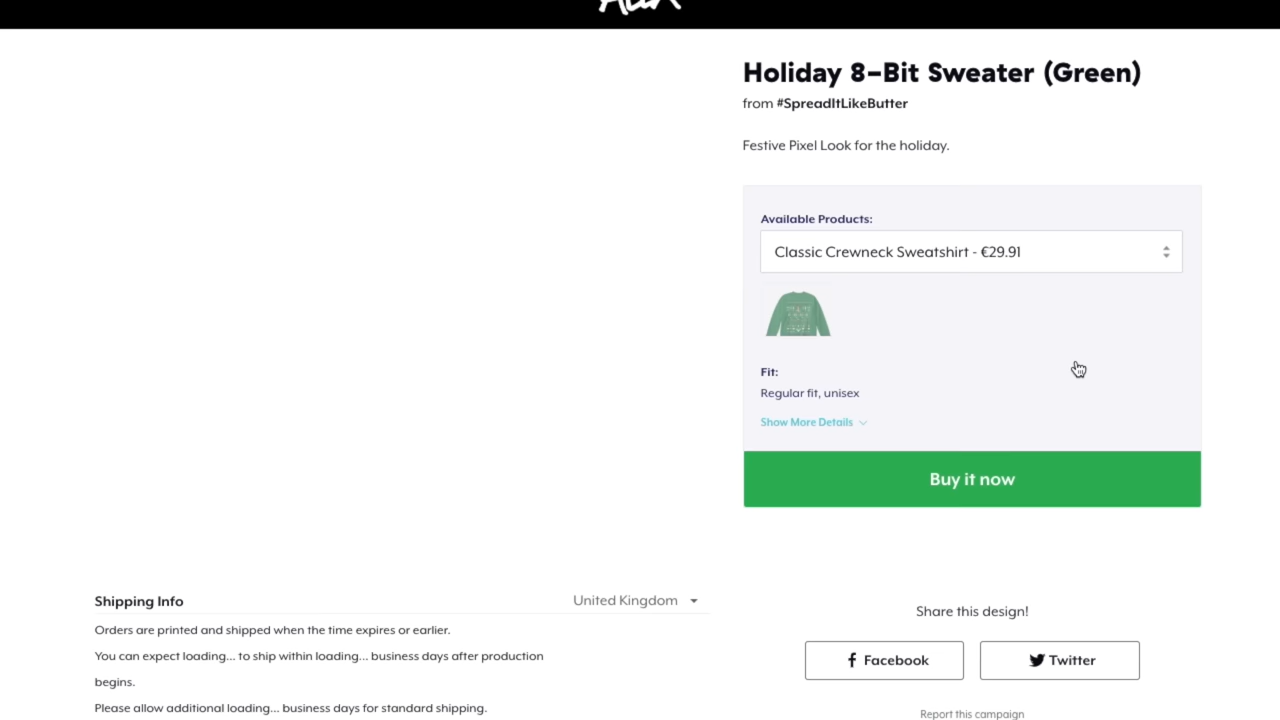 Holiday 8-Bit Sweater (Green)
from #SpreadItLikeButter
Festive Pixel Look for the holiday.
Available Products:
Classic Crewneck Sweatshirt - €29.91
Fit:
Regular fit, unisex
Show More Details
Buy it now
Shipping Info
United Kingdom
Orders are printed and shipped when the time expires or earlier.
You can expect loading... to ship within loading... business days after production
begins.
Please allow additional loading... business days for standard shipping.
Share this design!
Facebook
Twitter
Report this campaign